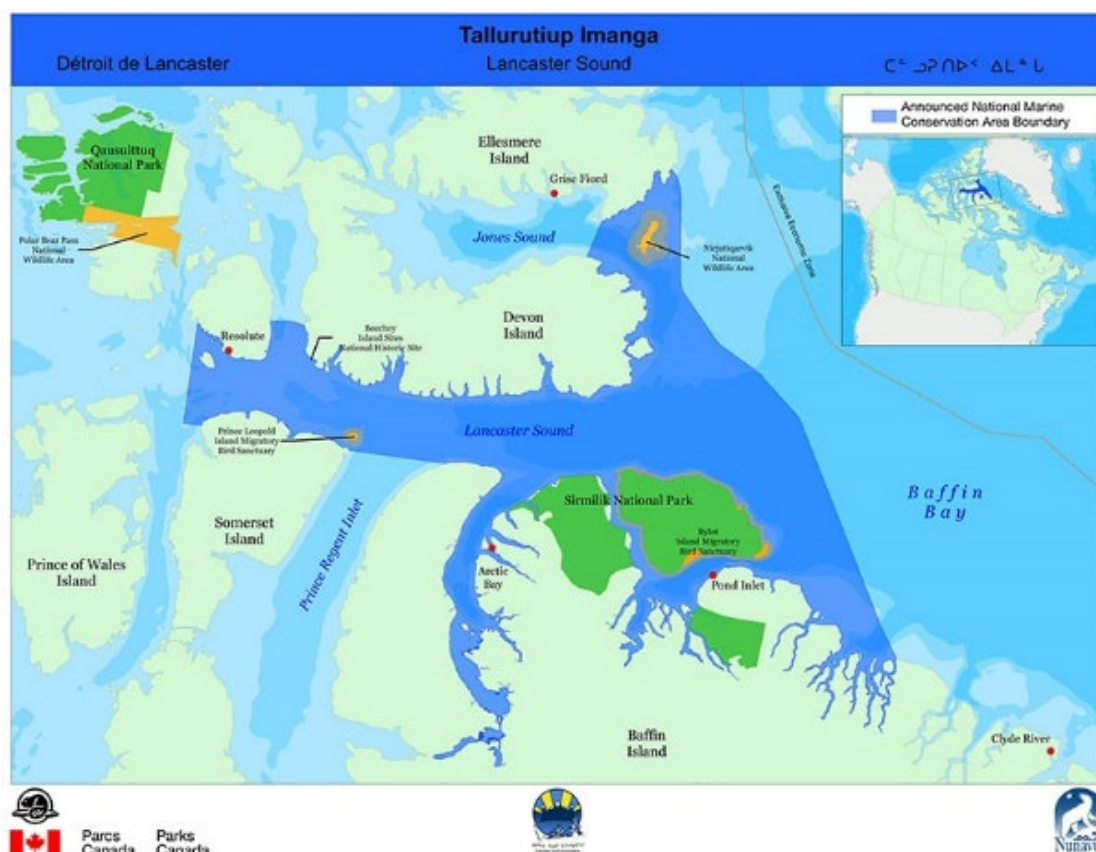 Tallurutiup Imanga
Détroit de Lancaster
Lancaster Sound
ᑕᓪᓗᕈᑎᐅᑉ ᐃᒪᖓ
Announced National Marine
Conservation Area Boundary
Qausuittuq
National Park
Ellesmere
Island
Grise Fiord
Polar Bear Pass
National
Wildlife Area
Jones Sound
Nirjutiqavik
National
Wildlife Area
Exclusive Economic Zone
Resolute
Beechey
Island Sites
National Historic Site
Devon
Island
Prince Leopold
Island Migratory
Bird Sanctuary
Lancaster Sound
Baffin
Bay
Sirmilik National Park
Somerset
Island
Bylot
Island Migratory
Bird Sanctuary
Prince of Wales
Island
Prince Regent Inlet
Arctic
Bay
Pond Inlet
Baffin
Island
Clyde River
Parcs
Canada
Parks
Canada
Nunavut